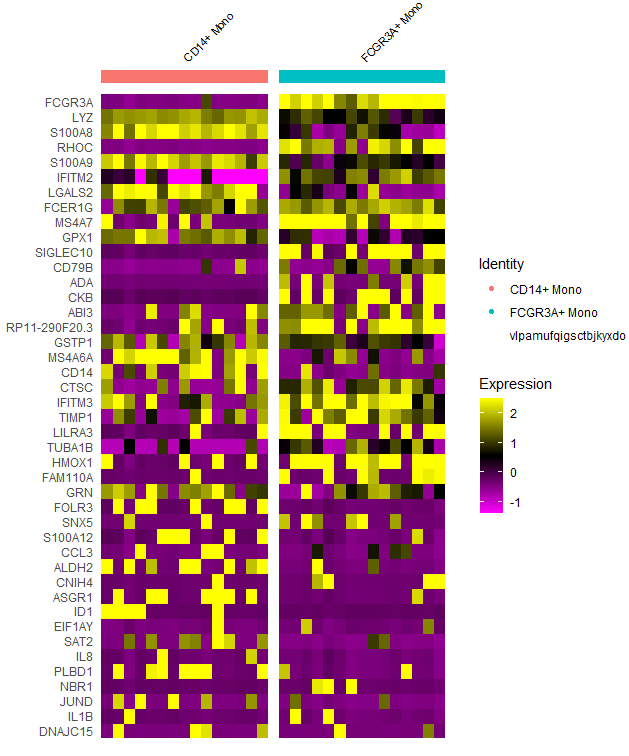 CD14+ Mono
FCGR3A+ Mono
FCGR3A
LYZ
S100A8
RHOC
S100A9
IFITM2
LGALS2
FCER1G
MS4A7
GPX1
SIGLEC10
CD79B
ADA
CKB
ABI3
RP11-290F20.3
GSTP1
MS4A6A
CD14
CTSC
IFITM3
TIMP1
LILRA3
TUBA1B
HMOX1
FAM110A
GRN
FOLR3
SNX5
S100A12
CCL3
ALDH2
CNIH4
ASGR1
ID1
EIF1AY
SAT2
IL8
PLBD1
NBR1
JUND
IL1B
DNAJC15
Identity
CD14+ Mono
FCGR3A+ Mono
vlpamufqigsctbjkyxdo
Expression
2
1
0
-1